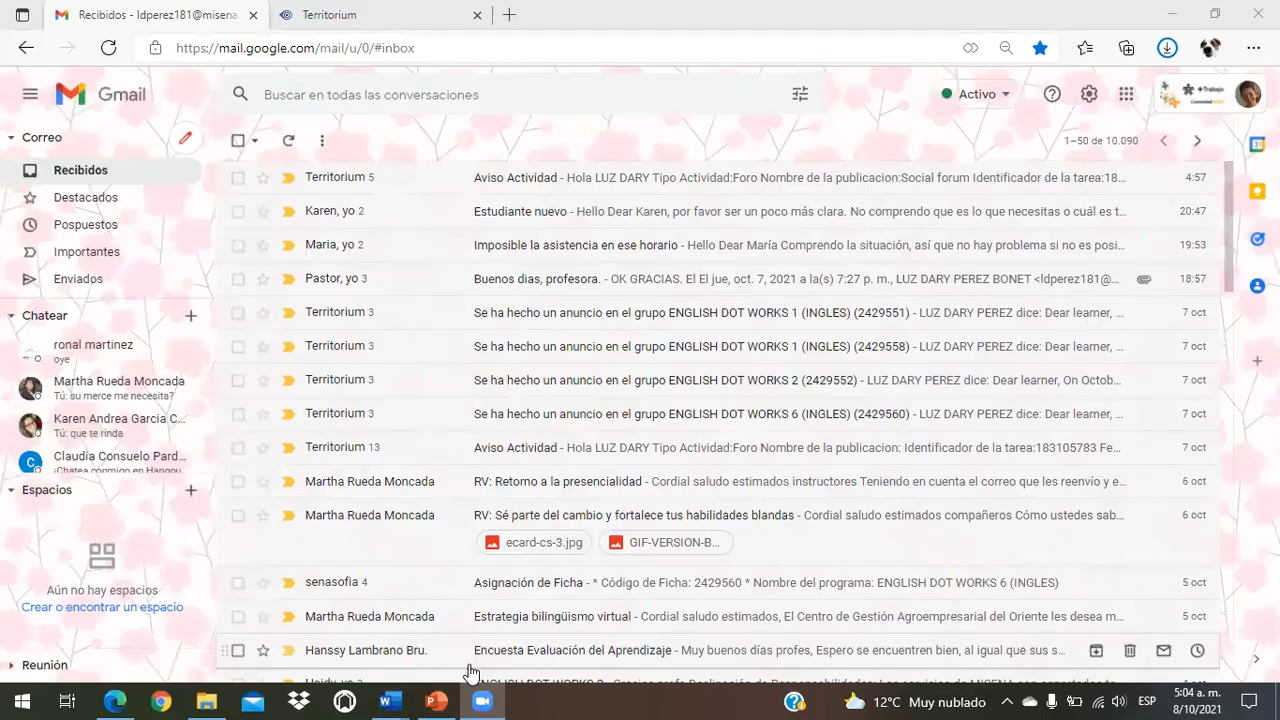 Recibidos - ldperez181@misena
Territorium
https://mail.google.com/mail/u/0/#inbox
Gmail
Buscar en todas las conversaciones
Activo
+Trabajo
Correo
1–50 de 10.090
Recibidos
Destacados
Pospuestos
Importantes
Enviados
Chatear
ronal martinez
oye
Martha Rueda Moncada
Tú: su merce me necesita?
Karen Andrea Garcia C...
Tú: que te rinda
Claudia Consuelo Pard...
¡Chatea conmigo en Hangou
Espacios
Aún no hay espacios
Crear o encontrar un espacio
Reunión
Territorium 5 Aviso Actividad - Hola LUZ DARY Tipo Actividad:Foro Nombre de la publicacion:Social forum Identificador de la tarea:18... 4:57
Karen, yo 2 Estudiante nuevo - Hello Dear Karen, por favor ser un poco más clara. No comprendo que es lo que necesitas o cuál es t... 20:47
Maria, yo 2 Imposible la asistencia en ese horario - Hello Dear María Comprendo la situación, así que no hay problema si no es posi... 19:53
Pastor, yo 3 Buenos dias, profesora. - OK GRACIAS. El El jue, oct. 7, 2021 a la(s) 7:27 p. m., LUZ DARY PEREZ BONET <ldperez181@... 18:57
Territorium 3 Se ha hecho un anuncio en el grupo ENGLISH DOT WORKS 1 (INGLES) (2429551) - LUZ DARY PEREZ dice: Dear learner, ... 7 oct
Territorium 3 Se ha hecho un anuncio en el grupo ENGLISH DOT WORKS 1 (INGLES) (2429558) - LUZ DARY PEREZ dice: Dear learner, ... 7 oct
Territorium 3 Se ha hecho un anuncio en el grupo ENGLISH DOT WORKS 2 (2429552) - LUZ DARY PEREZ dice: Dear learner, On Octob... 7 oct
Territorium 3 Se ha hecho un anuncio en el grupo ENGLISH DOT WORKS 6 (INGLES) (2429560) - LUZ DARY PEREZ dice: Dear learner, ... 7 oct
Territorium 13 Aviso Actividad - Hola LUZ DARY Tipo Actividad:Foro Nombre de la publicacion: Identificador de la tarea:183105783 Fe... 7 oct
Martha Rueda Moncada RV: Retorno a la presencialidad - Cordial saludo estimados instructores Teniendo en cuenta el correo que les reenvío y e... 6 oct
Martha Rueda Moncada RV: Sé parte del cambio y fortalece tus habilidades blandas - Cordial saludo estimados compañeros Cómo ustedes sab... 6 oct
ecard-cs-3.jpg GIF-VERSION-B...
senasofia 4 Asignación de Ficha - * Código de Ficha: 2429560 * Nombre del programa: ENGLISH DOT WORKS 6 (INGLES) 5 oct
Martha Rueda Moncada Estrategia bilingüismo virtual - Cordial saludo estimados, El Centro de Gestión Agroempresarial del Oriente les desea m... 5 oct
Hanssy Lambrano Bru. Encuesta Evaluación del Aprendizaje - Muy buenos días profes, Espero se encuentren bien, al igual que sus s...
12°C Muy nublado
ESP
5:04 a. m.
8/10/2021